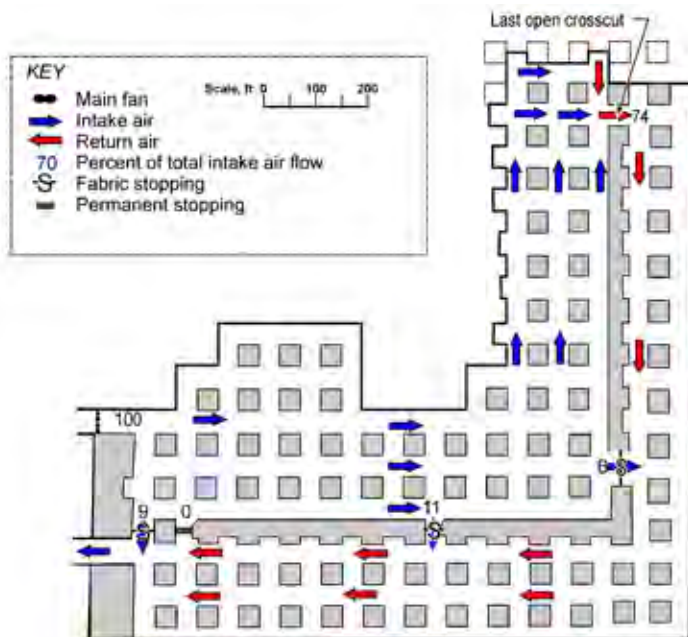 Last open crosscut
KEY
Scale, ft 0 100 200
Main fan
Intake air
Return air
70 Percent of total intake air flow
S Fabric stopping
Permanent stopping
74
100
6 S
9 0 11
S S